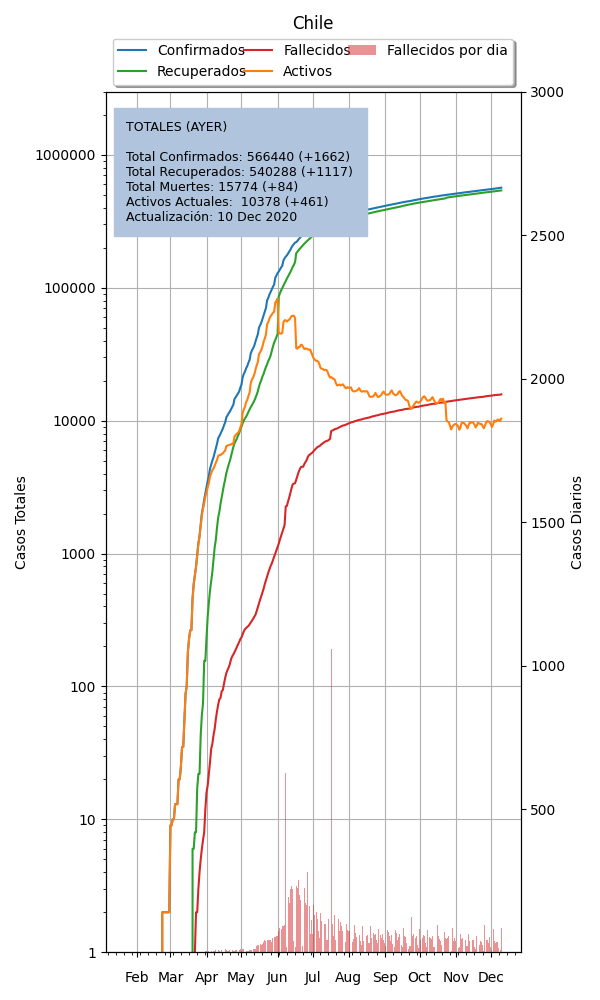 Chile
Confirmados
Recuperados
Fallecidos
Activos
Fallecidos por dia
TOTALES (AYER)
Total Confirmados: 566440 (+1662)
Total Recuperados: 540288 (+1117)
Total Muertes: 15774 (+84)
Activos Actuales:  10378 (+461)
Actualización: 10 Dec 2020
Casos Totales
1000000
100000
10000
1000
100
10
1
Casos Diarios
3000
2500
2000
1500
1000
500
Feb Mar Apr May Jun Jul Aug Sep Oct Nov Dec